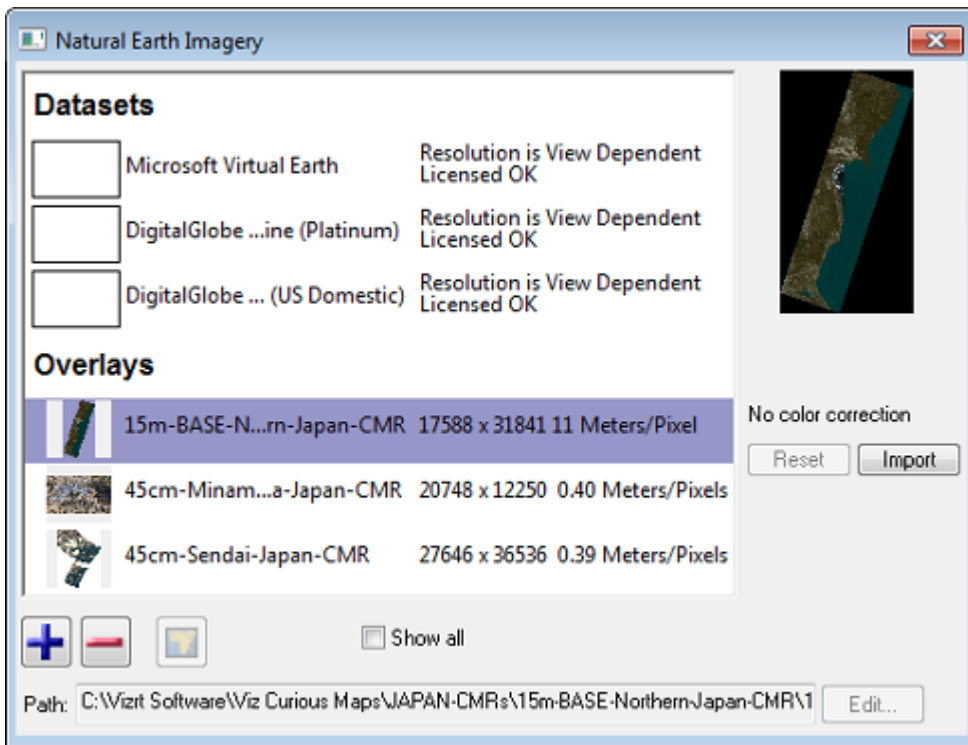 Natural Earth Imagery
Datasets
Microsoft Virtual Earth
Resolution is View Dependent
Licensed OK
DigitalGlobe ...ine (Platinum)
Resolution is View Dependent
Licensed OK
DigitalGlobe ... (US Domestic)
Resolution is View Dependent
Licensed OK
Overlays
15m-BASE-N...rn-Japan-CMR 17588 x 31841 11 Meters/Pixel
45cm-Minam...a-Japan-CMR 20748 x 12250 0.40 Meters/Pixels
45cm-Sendai-Japan-CMR 27646 x 36536 0.39 Meters/Pixels
No color correction
Reset Import
Show all
Path: C:\Vizrt Software\Viz Curious Maps\JAPAN-CMRs\15m-BASE-Northern-Japan-CMR\1 Edit...